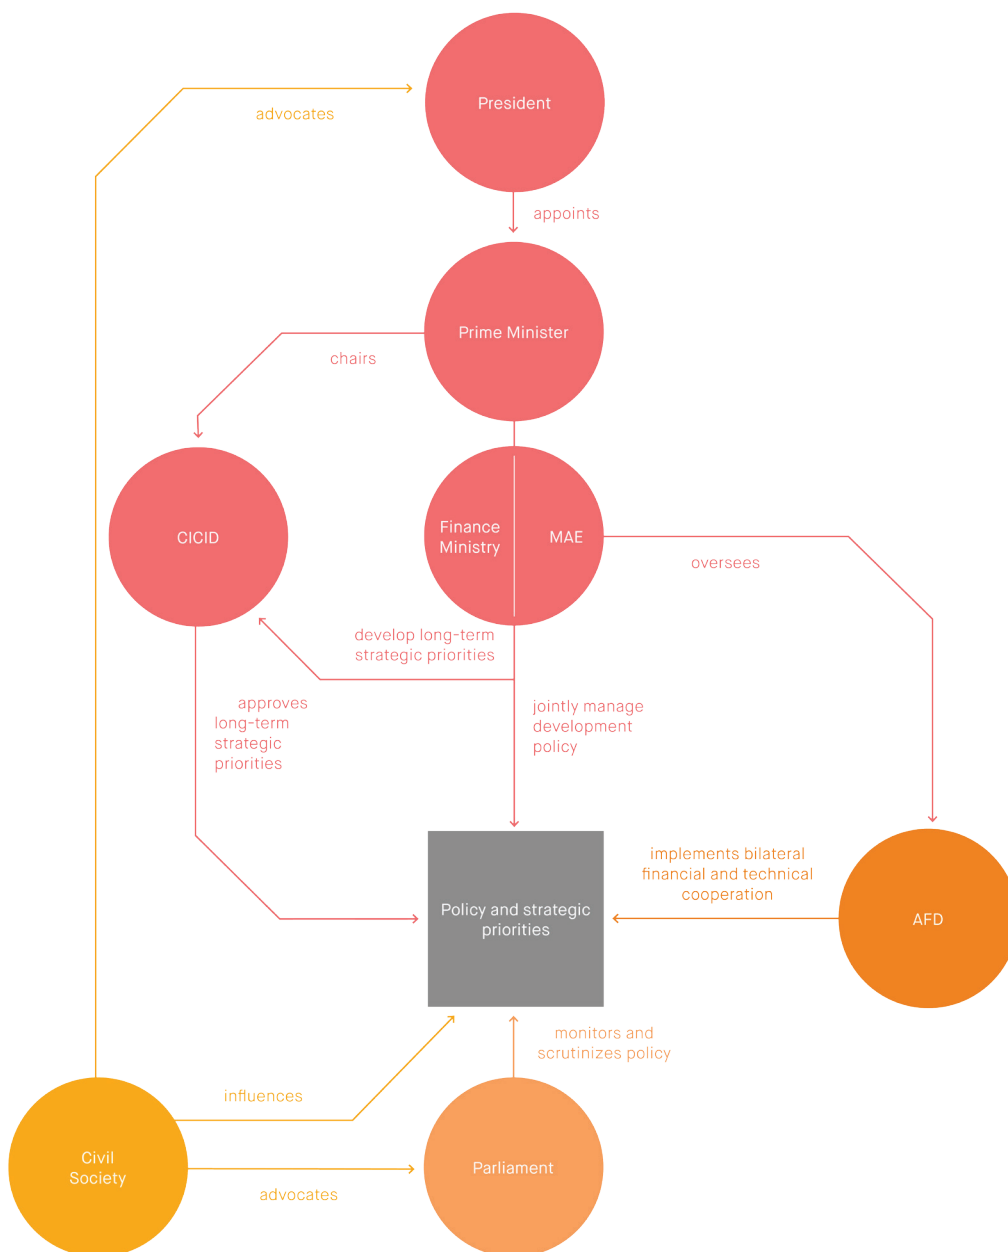 President
advocates
appoints
Prime Minister
chairs
Finance
Ministry
MAE
CICID
oversees
develop long-term
strategic priorities
approves
long-term
strategic
priorities
jointly manage
development
policy
implements bilateral
financial and technical
cooperation
Policy and strategic
priorities
AFD
monitors and
scrutinizes policy
influences
Civil
Society
Parliament
advocates